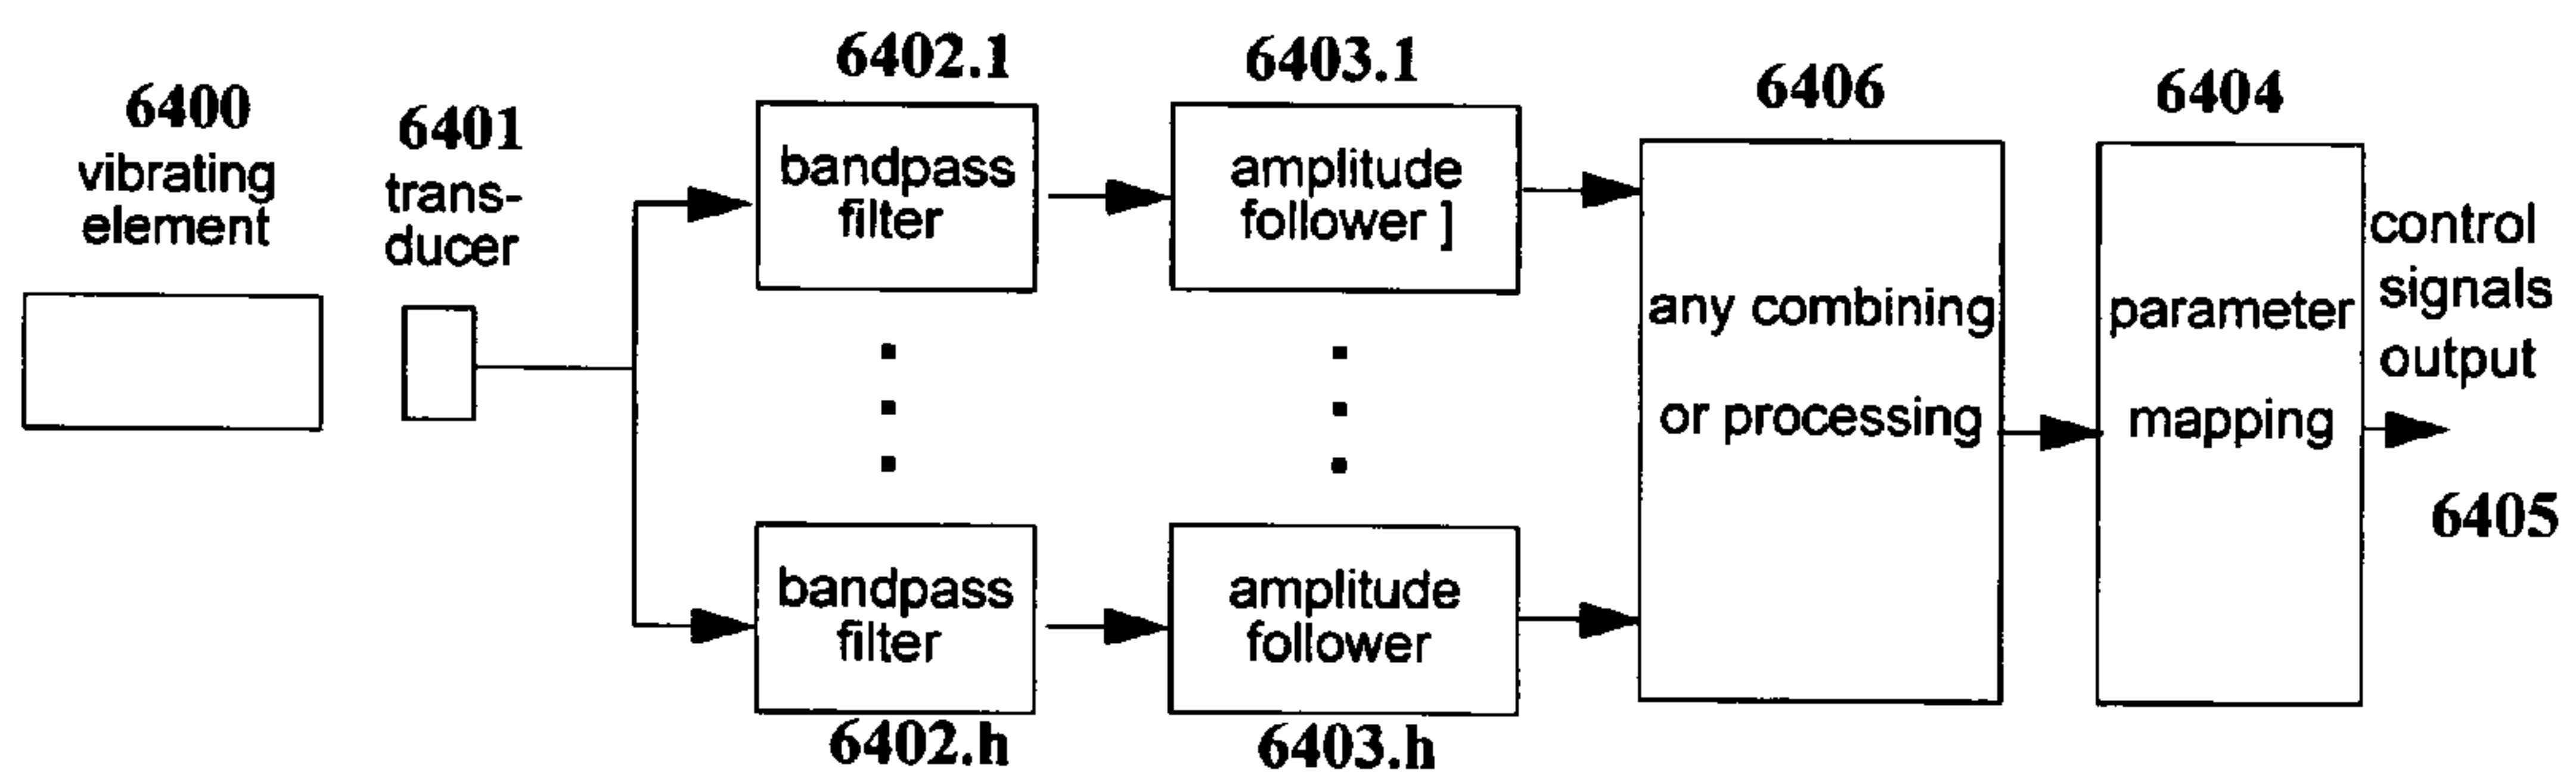 6400
vibrating
element
6401
trans-
ducer
6402.1
bandpass
filter
6403.1
amplitude
follower ]
bandpass
filter
6402.h
amplitude
follower
6403.h
6406
any combining
or processing
6404
parameter
mapping
control
signals
output
6405